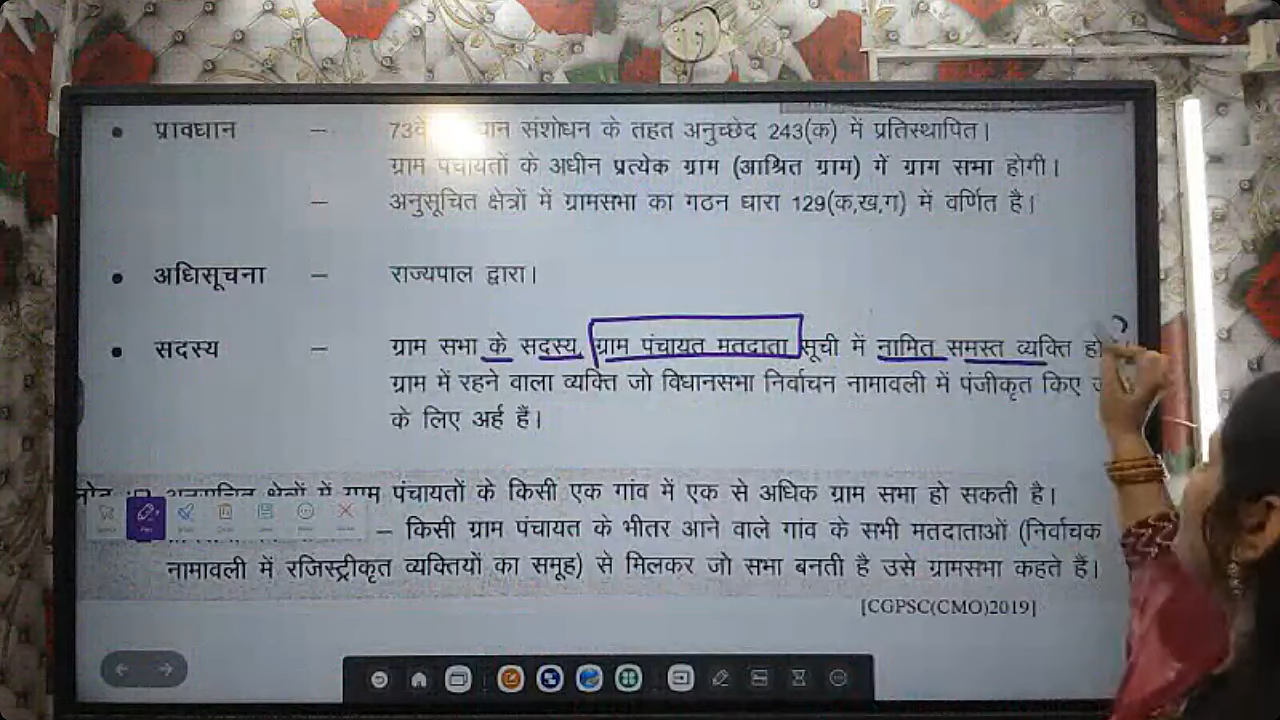 • प्रावधान – 73वे संशोधन के तहत अनुच्छेद 243(क) में प्रतिस्थापित।
ग्राम पंचायतों के अधीन प्रत्येक ग्राम (आश्रित ग्राम) में ग्राम सभा होगी।
– अनुसूचित क्षेत्रों में ग्रामसभा का गठन धारा 129(क,ख,ग) में वर्णित है।
• अधिसूचना – राज्यपाल द्वारा।
• सदस्य – ग्राम सभा के सदस्य ग्राम पंचायत मतदाता सूची में नामित समस्त व्यक्ति
ग्राम में रहने वाला व्यक्ति जो विधानसभा निर्वाचन नामावली में पंजीकृत किए
के लिए अर्ह हैं।
अनुसूचित क्षेत्रों में ग्राम पंचायतों के किसी एक गांव में एक से अधिक ग्राम सभा हो सकती है।
– किसी ग्राम पंचायत के भीतर आने वाले गांव के सभी मतदाताओं (निर्वाचक
नामावली में रजिस्ट्रीकृत व्यक्तियों का समूह) से मिलकर जो सभा बनती है उसे ग्रामसभा कहते हैं।
[CGPSC(CMO)2019]